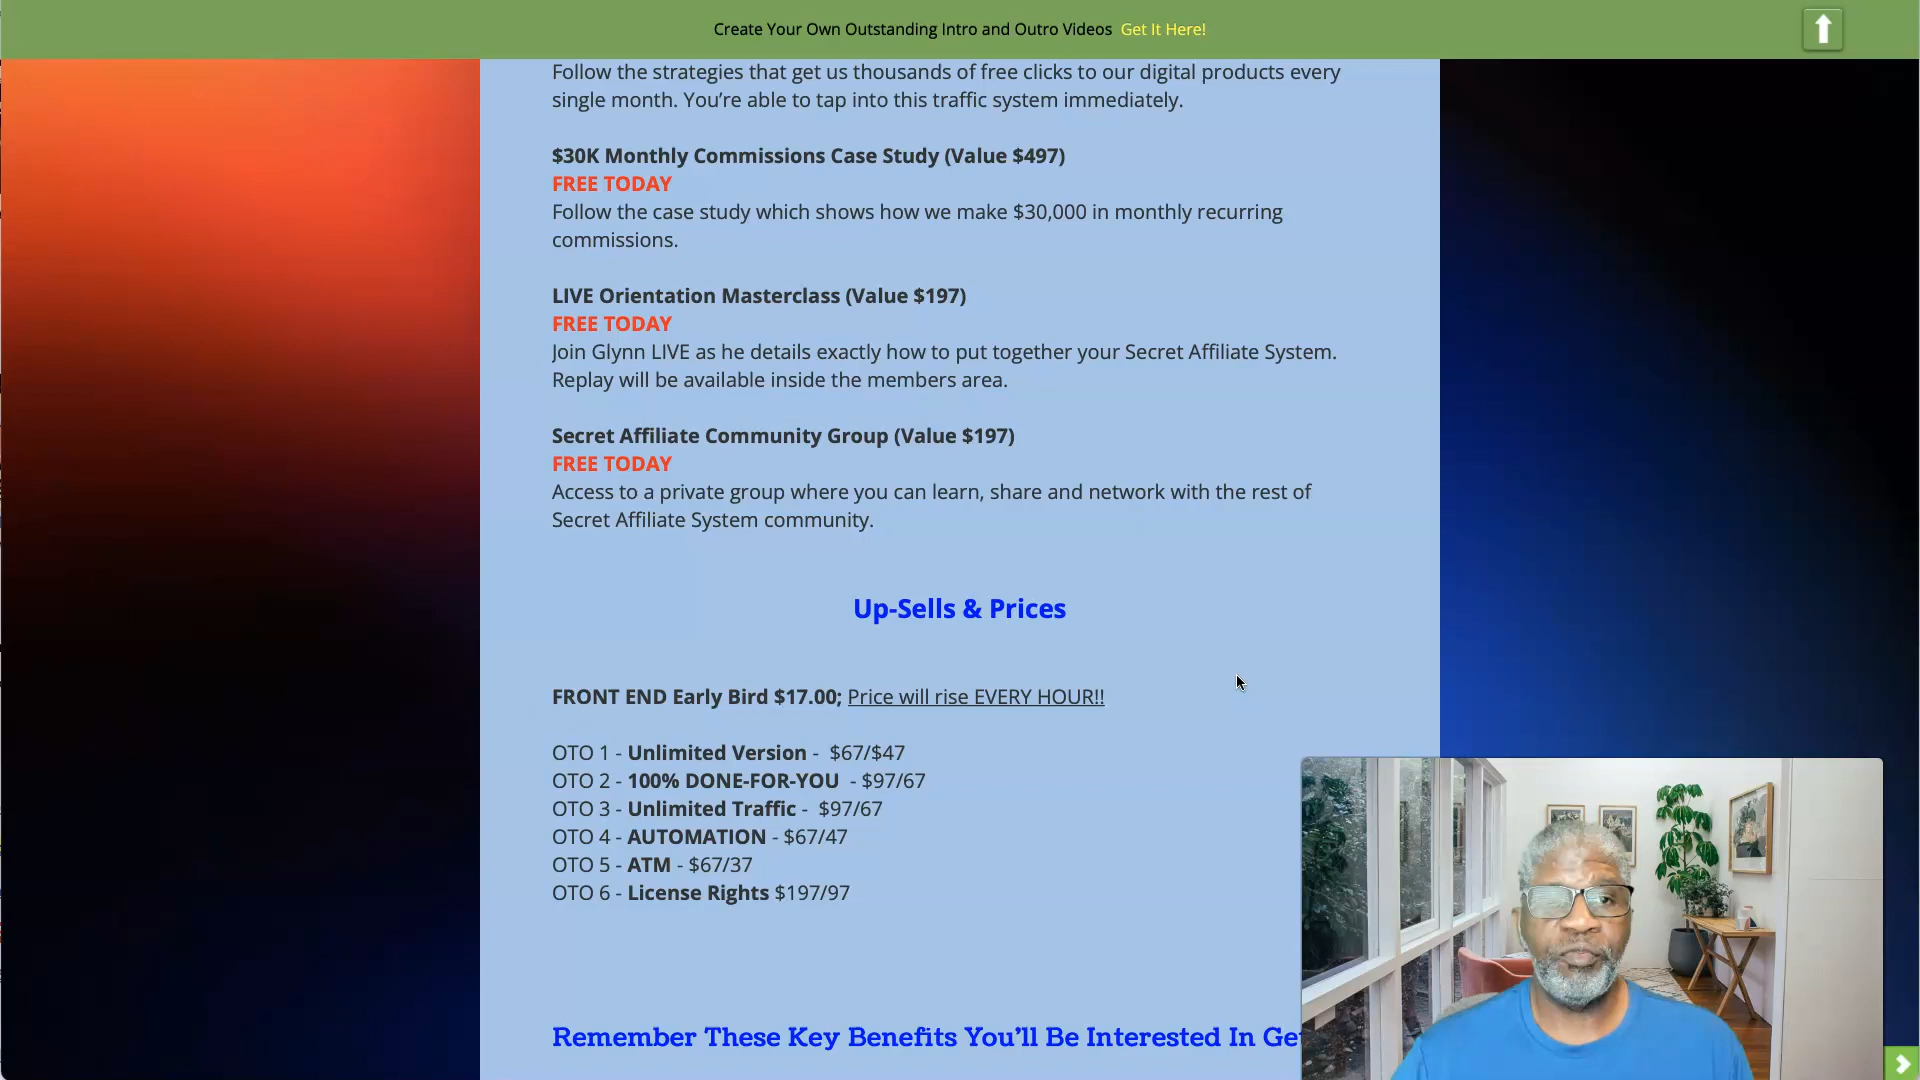 Create Your Own Outstanding Intro and Outro Videos Get It Here!
Follow the strategies that get us thousands of free clicks to our digital products every
single month. You're able to tap into this traffic system immediately.
$30K Monthly Commissions Case Study (Value $497)
FREE TODAY
Follow the case study which shows how we make $30,000 in monthly recurring
commissions.
LIVE Orientation Masterclass (Value $197)
FREE TODAY
Join Glynn LIVE as he details exactly how to put together your Secret Affiliate System.
Replay will be available inside the members area.
Secret Affiliate Community Group (Value $197)
FREE TODAY
Access to a private group where you can learn, share and network with the rest of
Secret Affiliate System community.
Up-Sells & Prices
FRONT END Early Bird $17.00; Price will rise EVERY HOUR!!
OTO 1 - Unlimited Version - $67/$47
OTO 2 - 100% DONE-FOR-YOU - $97/67
OTO 3 - Unlimited Traffic - $97/67
OTO 4 - AUTOMATION - $67/47
OTO 5 - ATM - $67/37
OTO 6 - License Rights $197/97
Remember These Key Benefits You'll Be Interested In